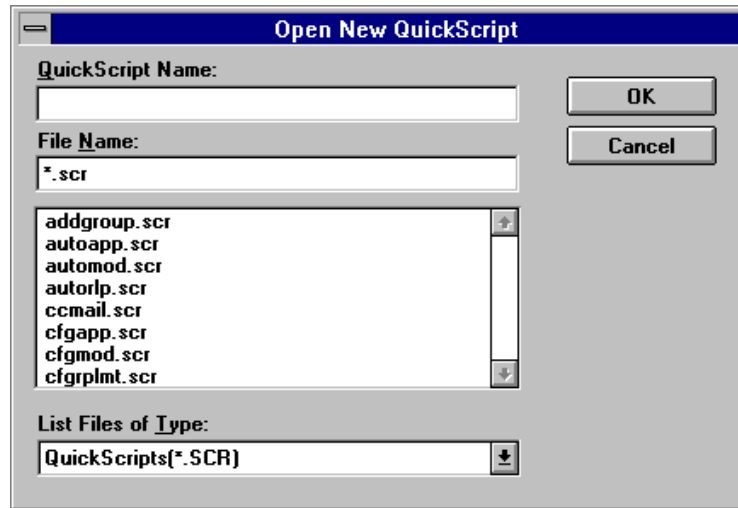 Open New QuickScript
QuickScript Name:
OK
File Name:
Cancel
*.scr
addgroup.scr
autoapp.scr
automod.scr
autorlp.scr
ccmail.scr
cfgapp.scr
cfgmod.scr
cfgrplmt.scr
List Files of Type:
QuickScripts(*.SCR)